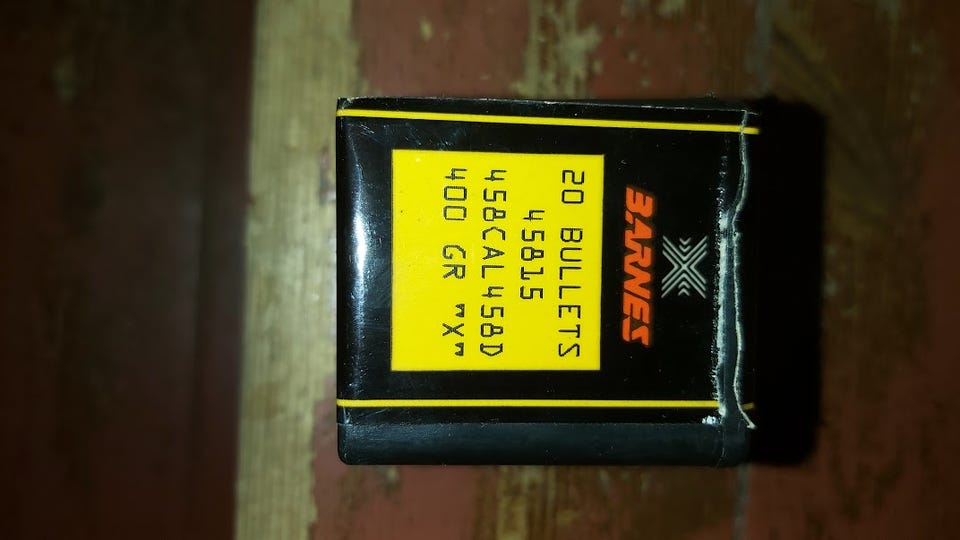 BARNES
20 BULLETS
45815
458CAL458D
400 GR "X"